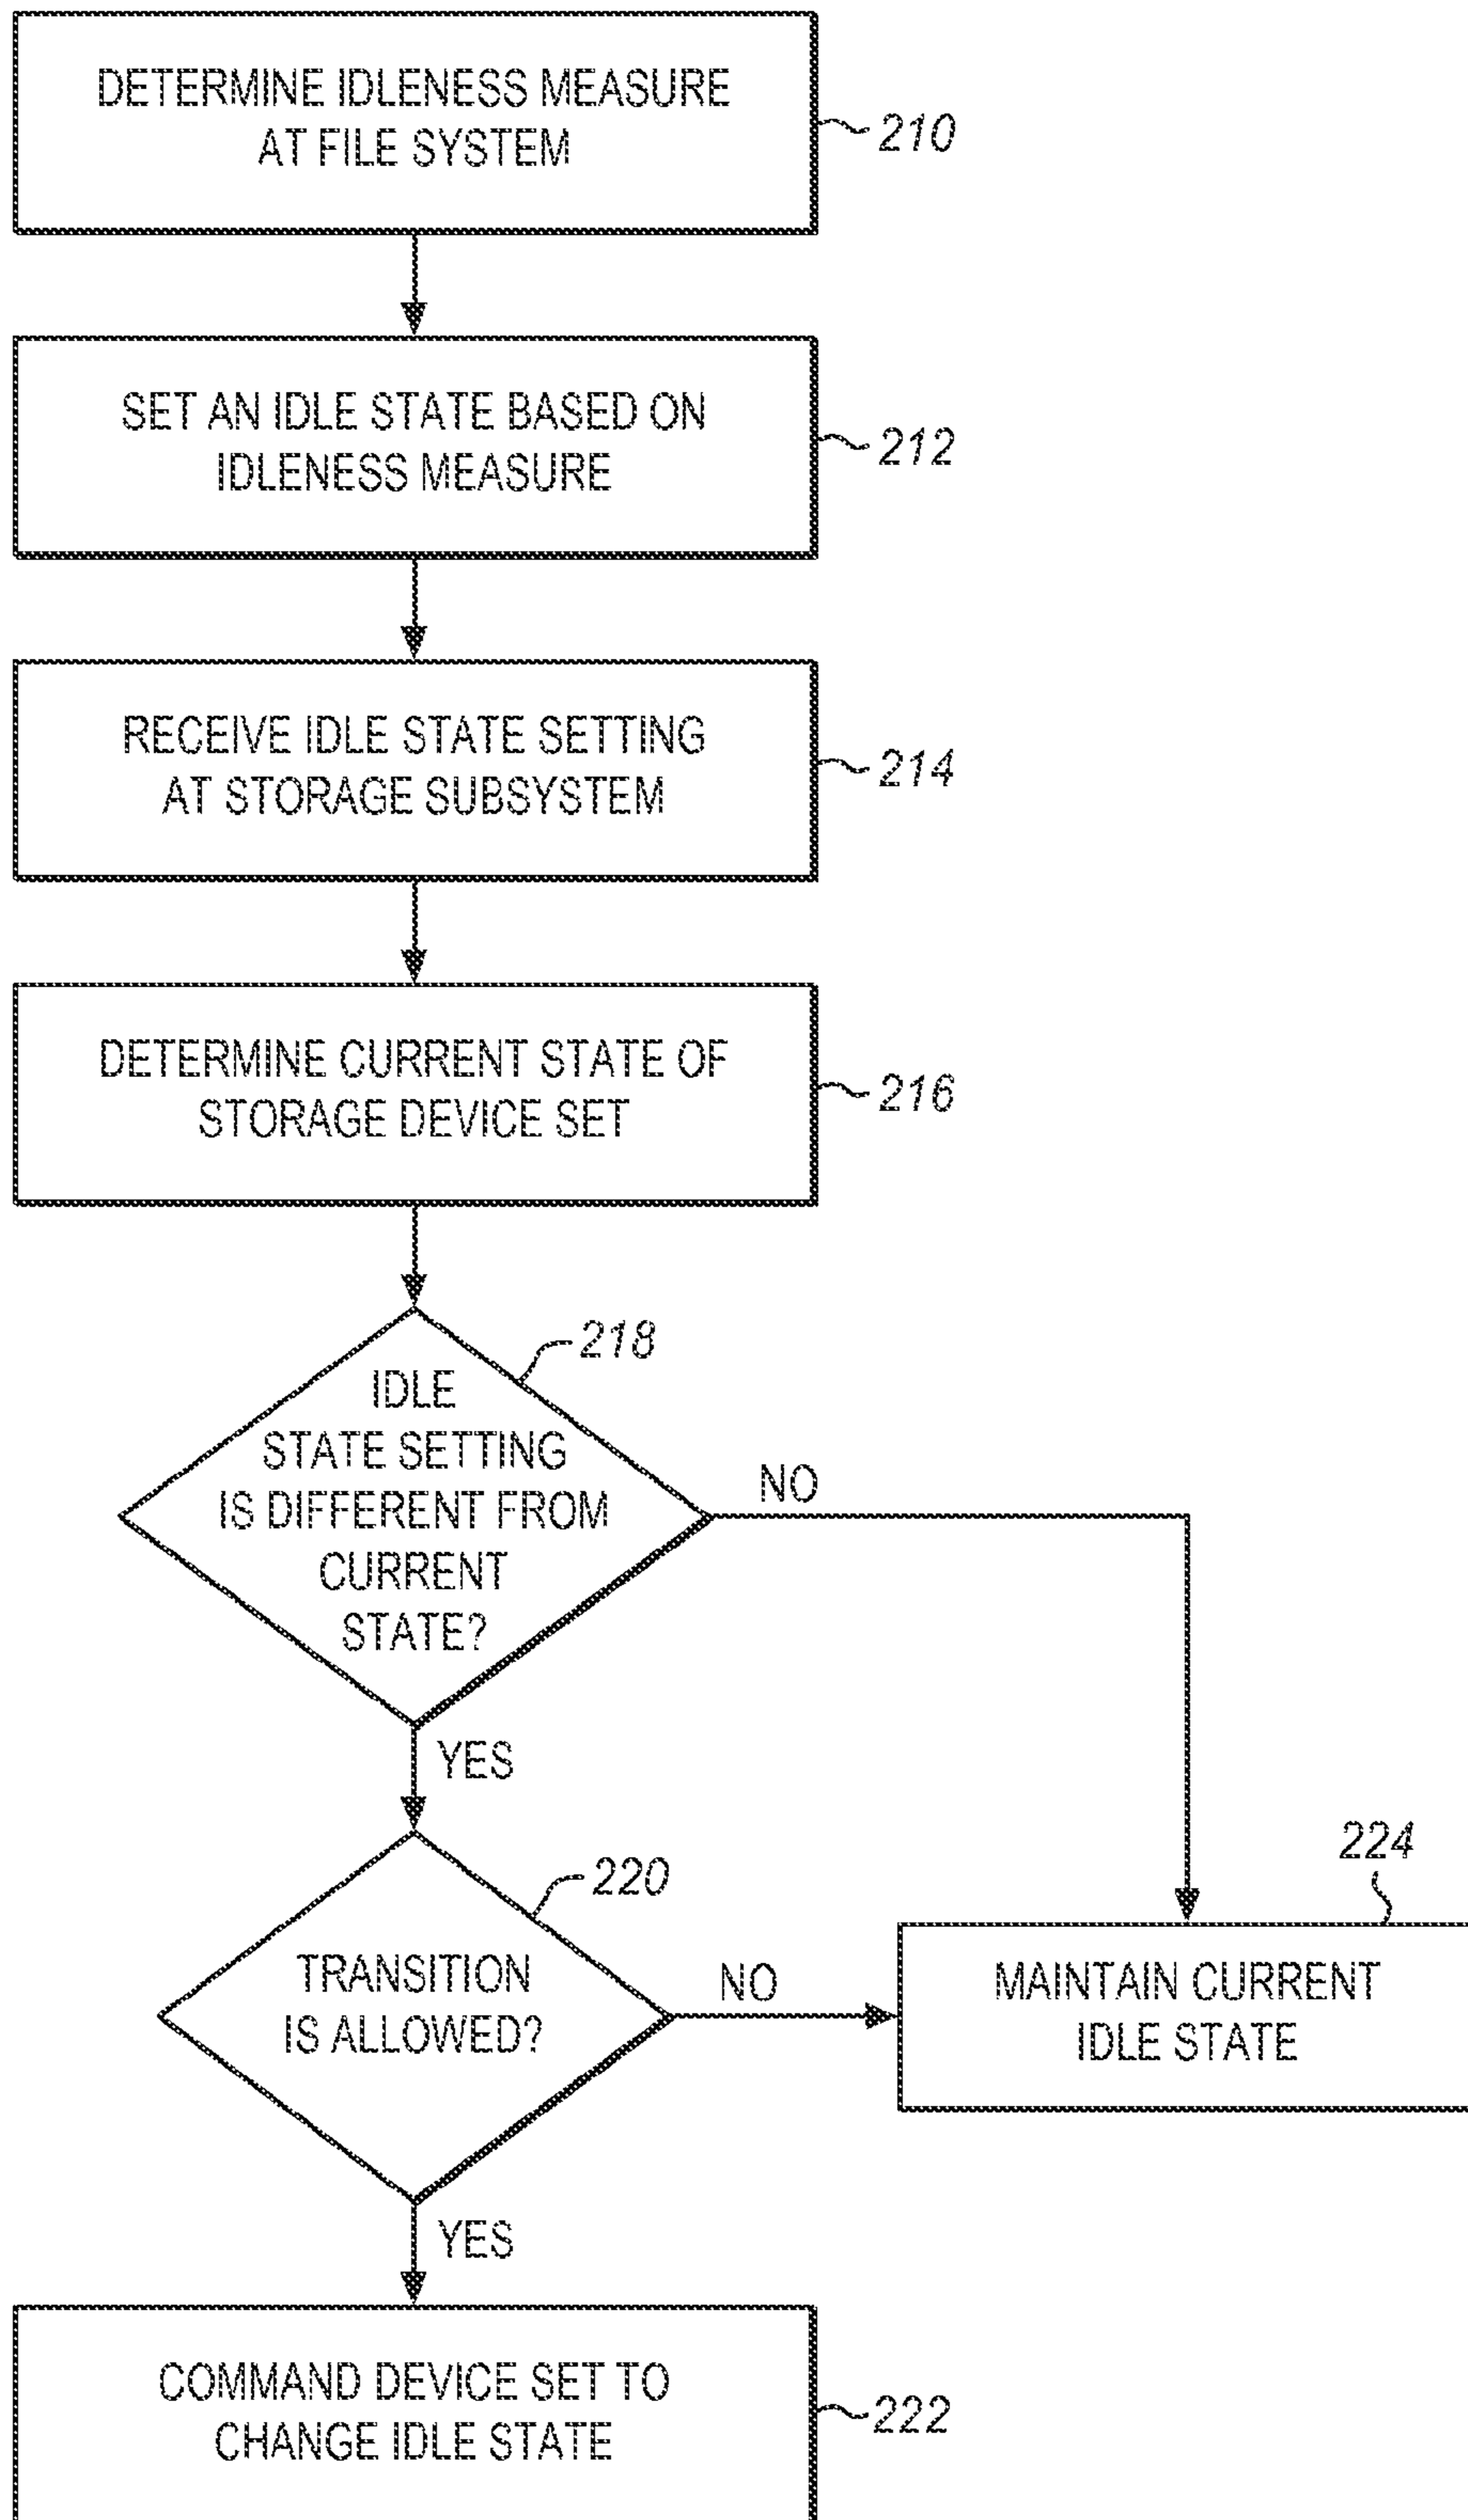 DETERMINE IDLENESS MEASURE
AT FILE SYSTEM
210
SET AN IDLE STATE BASED ON
IDLENESS MEASURE
212
RECEIVE IDLE STATE SETTING
AT STORAGE SUBSYSTEM
214
DETERMINE CURRENT STATE OF
STORAGE DEVICE SET
216
218
IDLE
STATE SETTING
IS DIFFERENT FROM
CURRENT
STATE?
NO
YES
220
TRANSITION
IS ALLOWED?
NO
224
MAINTAIN CURRENT
IDLE STATE
YES
COMMAND DEVICE SET TO
CHANGE IDLE STATE
222